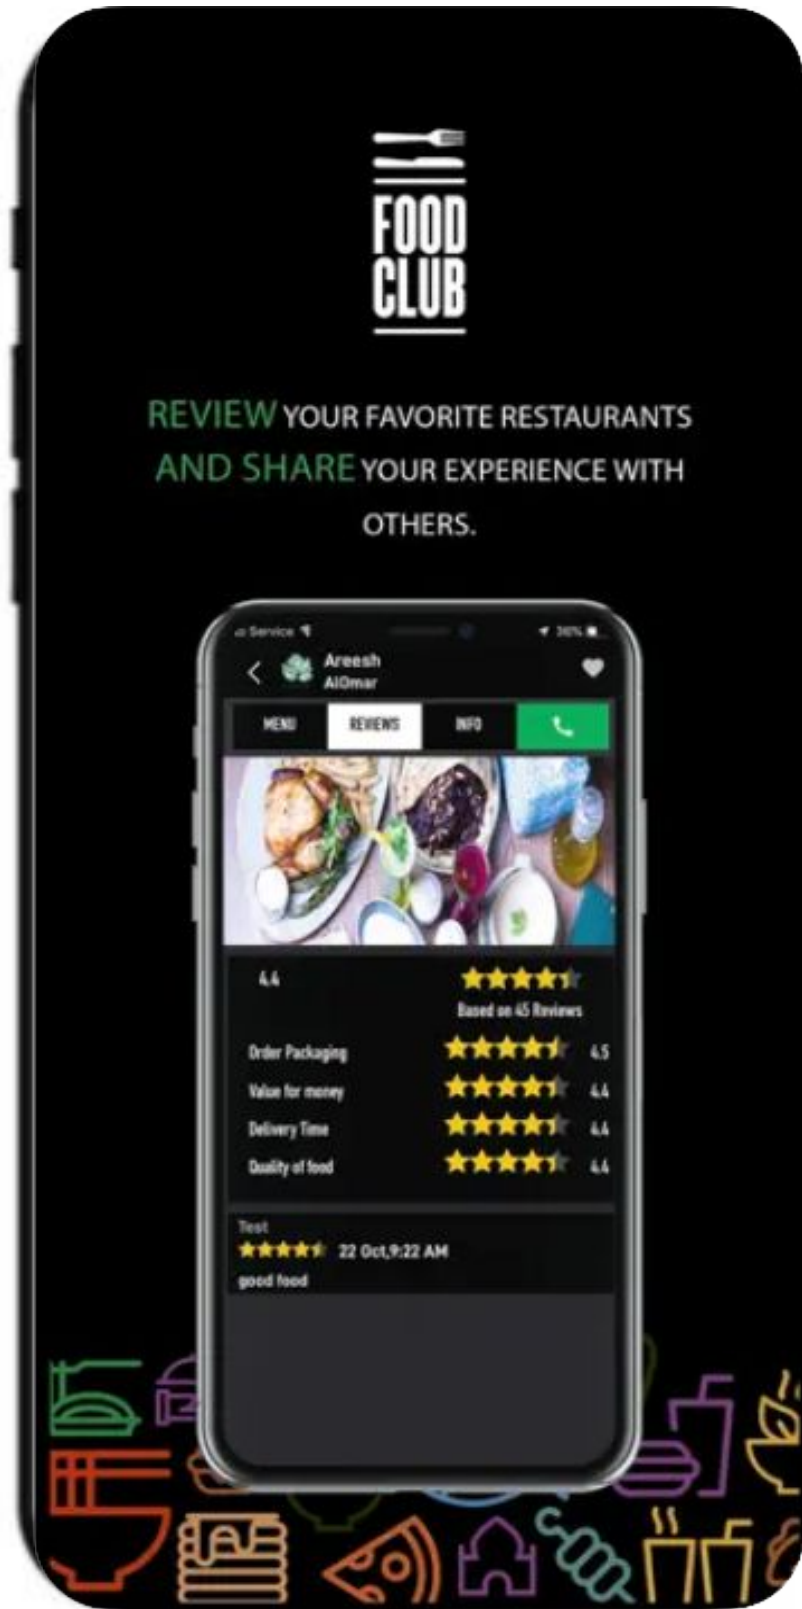 FOOD
CLUB
REVIEW YOUR FAVORITE RESTAURANTS
AND SHARE YOUR EXPERIENCE WITH
OTHERS.
Service 36%
Areesh
AlOmar
MENU REVIEWS INFO
4.4
Based on 45 Reviews
Order Packaging 4.5
Value for money 4.4
Delivery Time 4.4
Quality of food 4.4
Test
22 Oct,9:22 AM
good food